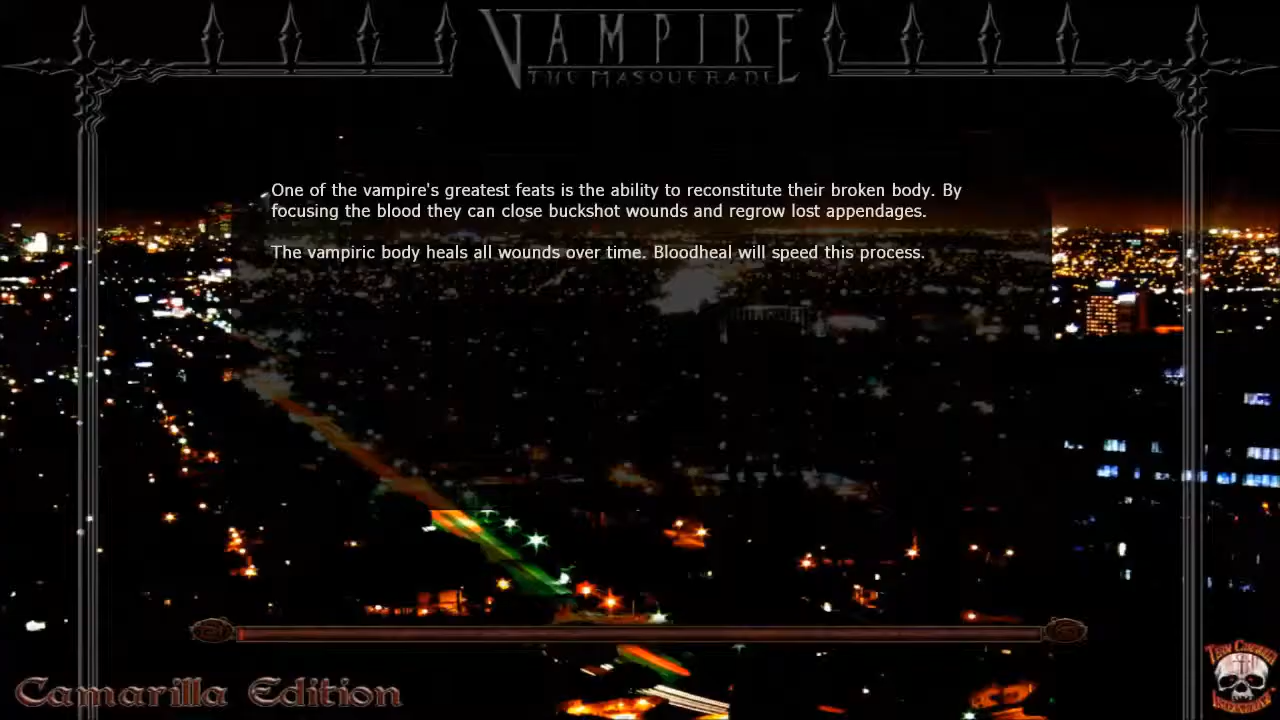 VAMPIRE
THE MASQUERADE
One of the vampire's greatest feats is the ability to reconstitute their broken body. By
focusing the blood they can close buckshot wounds and regrow lost appendages.
The vampiric body heals all wounds over time. Bloodheal will speed this process.
Camarilla Edition